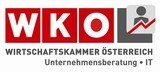 WKO
WIRTSCHAFTSKAMMER ÖSTERREICH
Unternehmensberatung • IT